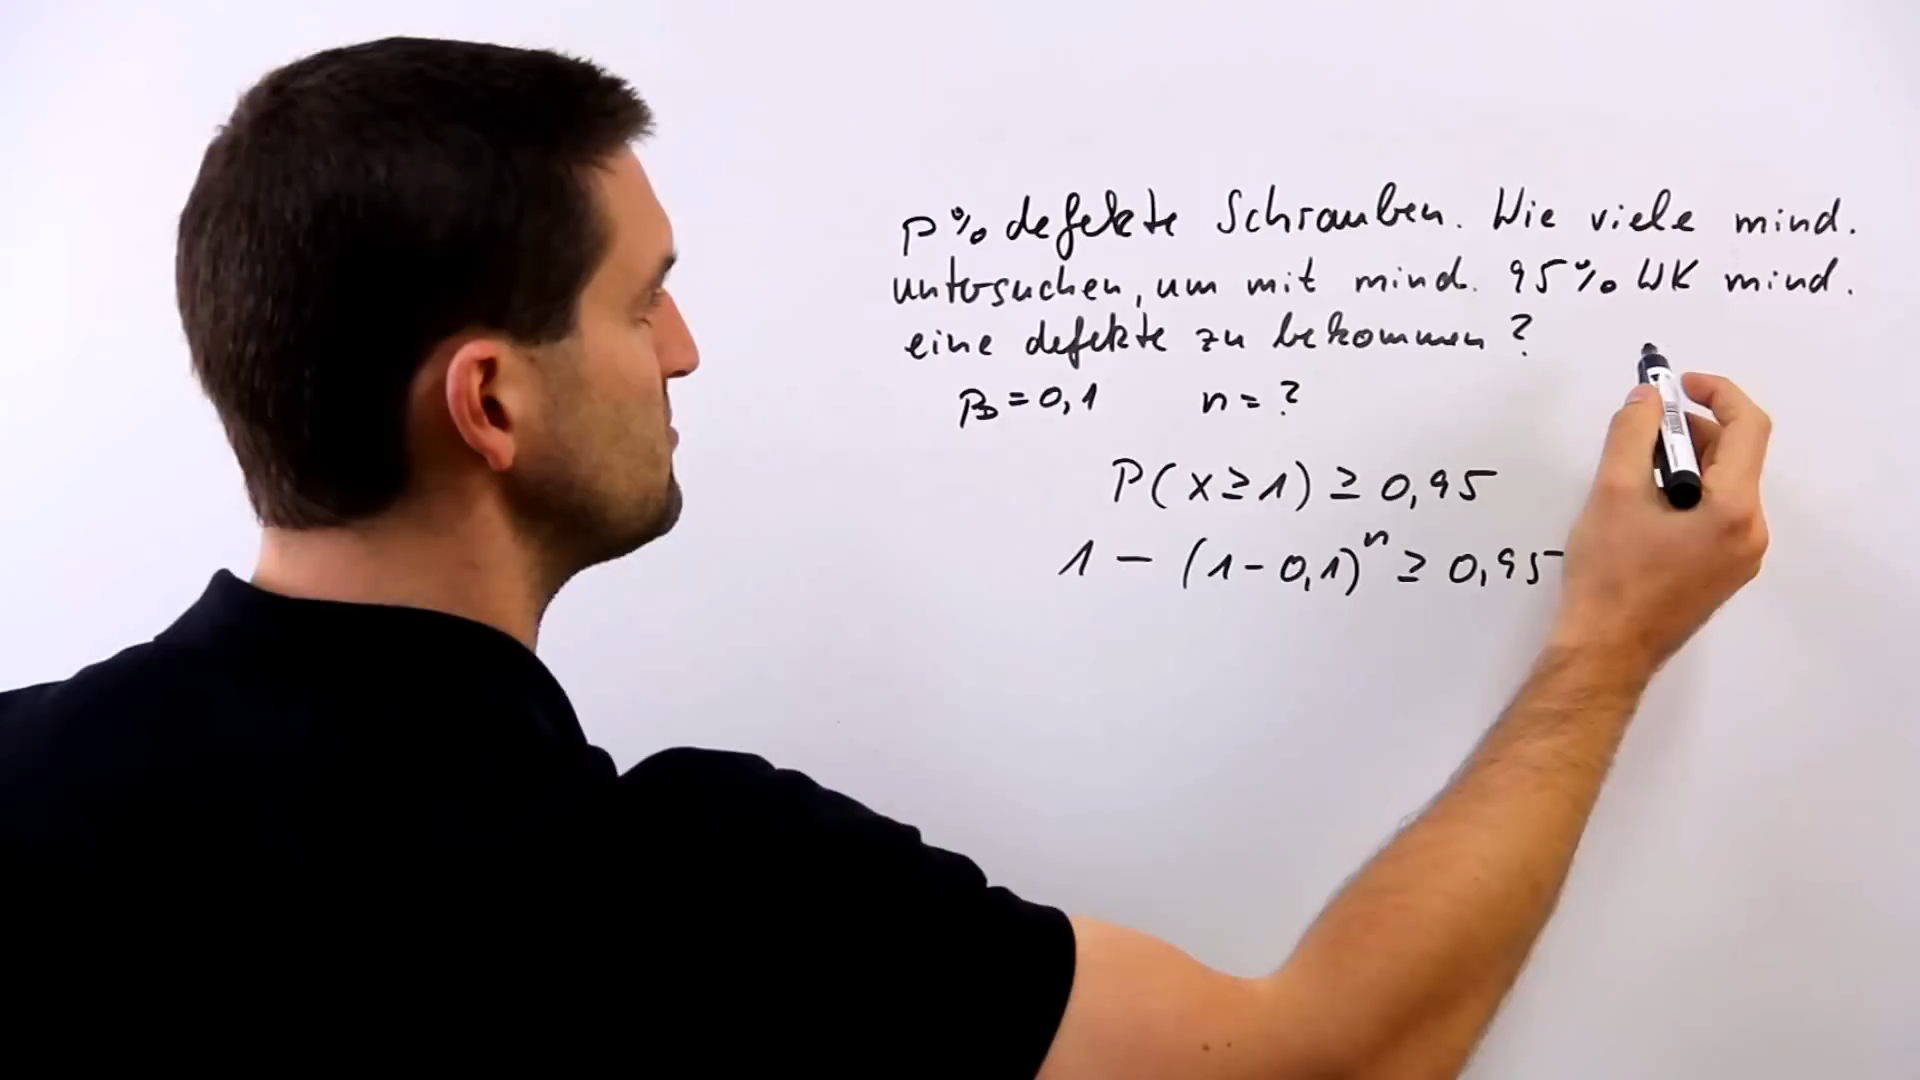 p% defekte Schrauben. Wie viele mind.
untersuchen, um mit mind. 95% WK mind.
eine defekte zu bekommen?
p_D = 0,1 n = ?
P(x ≥ 1) ≥ 0,95
1 - (1 - 0,1)^n ≥ 0,95